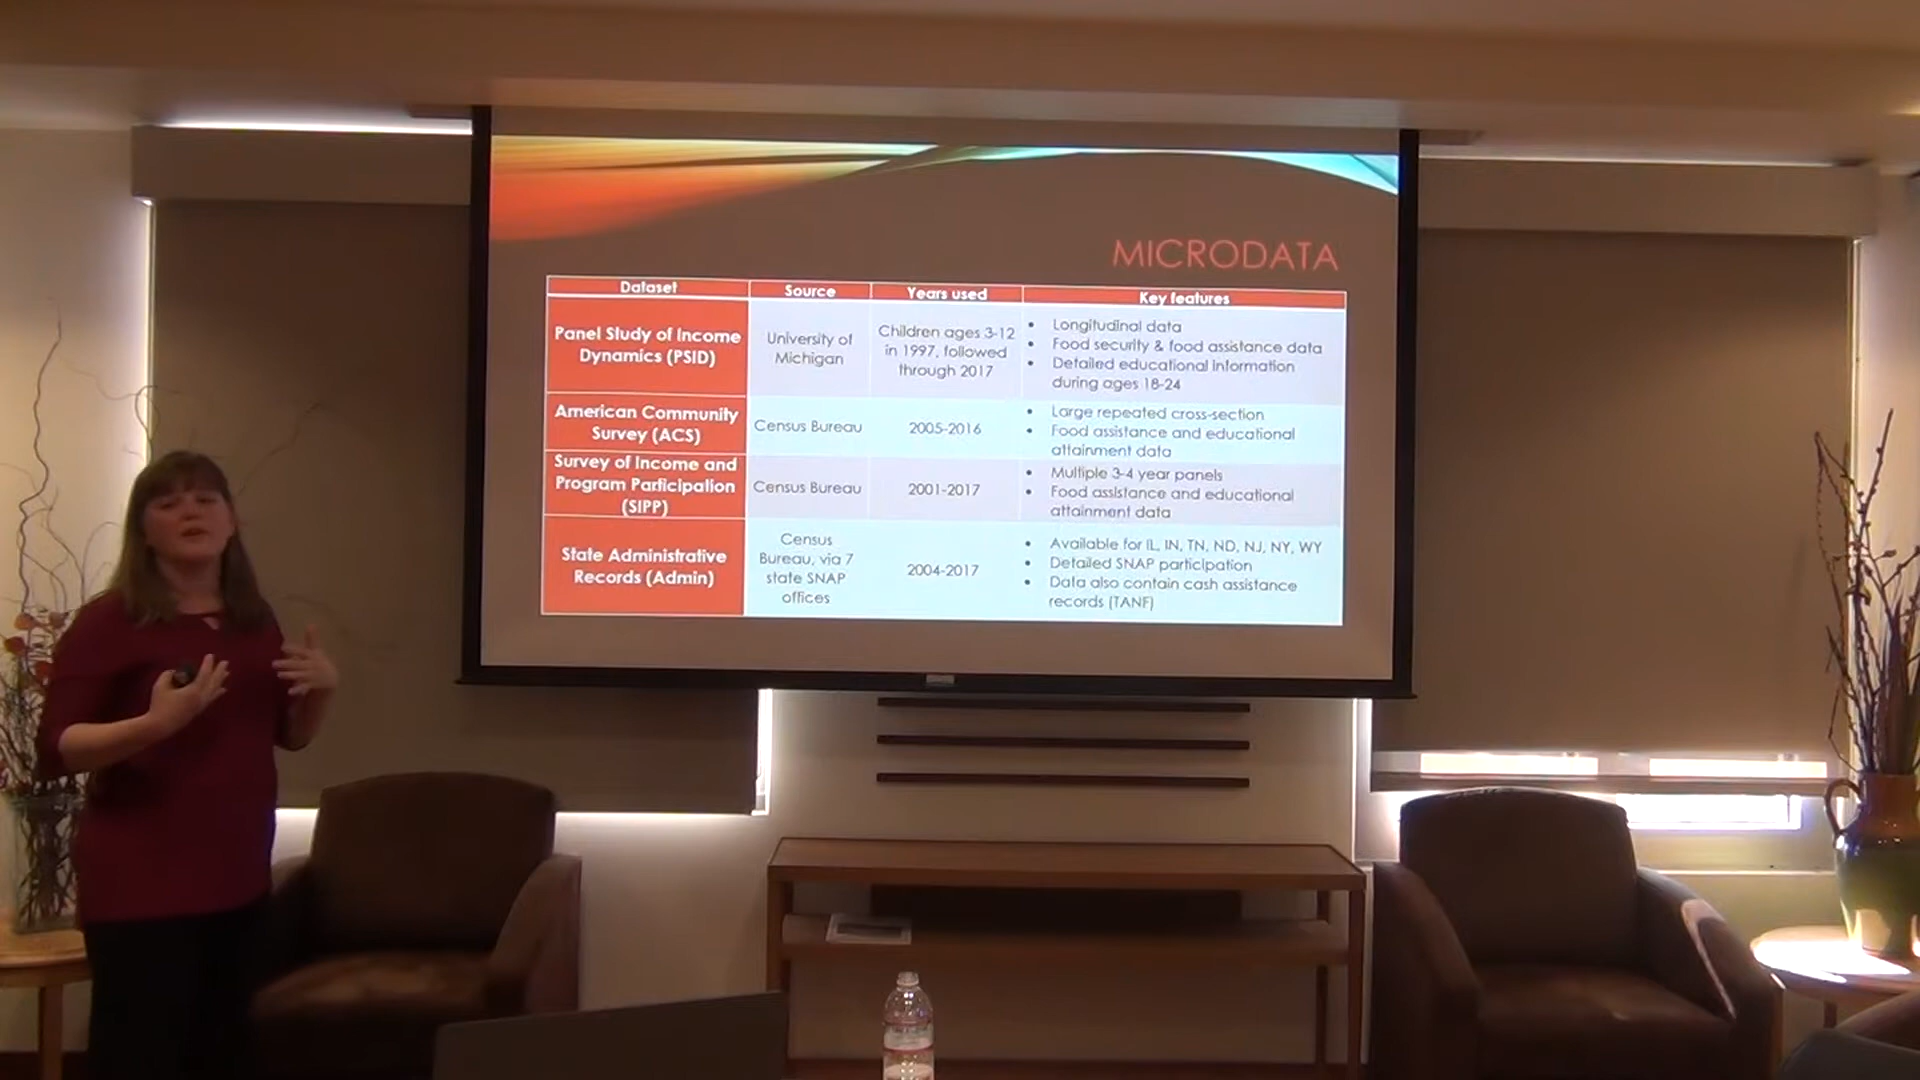 MICRODATA
Dataset
Source
Years used
Key features
Panel Study of Income
Dynamics (PSID)
University of
Michigan
Children ages 3-12
in 1997, followed
through 2017
• Longitudinal data
• Food security & food assistance data
• Detailed educational information
during ages 18-24
American Community
Survey (ACS)
Census Bureau
2005-2016
• Large repeated cross-section
• Food assistance and educational
attainment data
Survey of Income and
Program Participation
(SIPP)
Census Bureau
2001-2017
• Multiple 3-4 year panels
• Food assistance and educational
attainment data
State Administrative
Records (Admin)
Census
Bureau, via 7
state SNAP
offices
2004-2017
• Available for IL, IN, TN, ND, NJ, NY, WY
• Detailed SNAP participation
• Data also contain cash assistance
records (TANF)